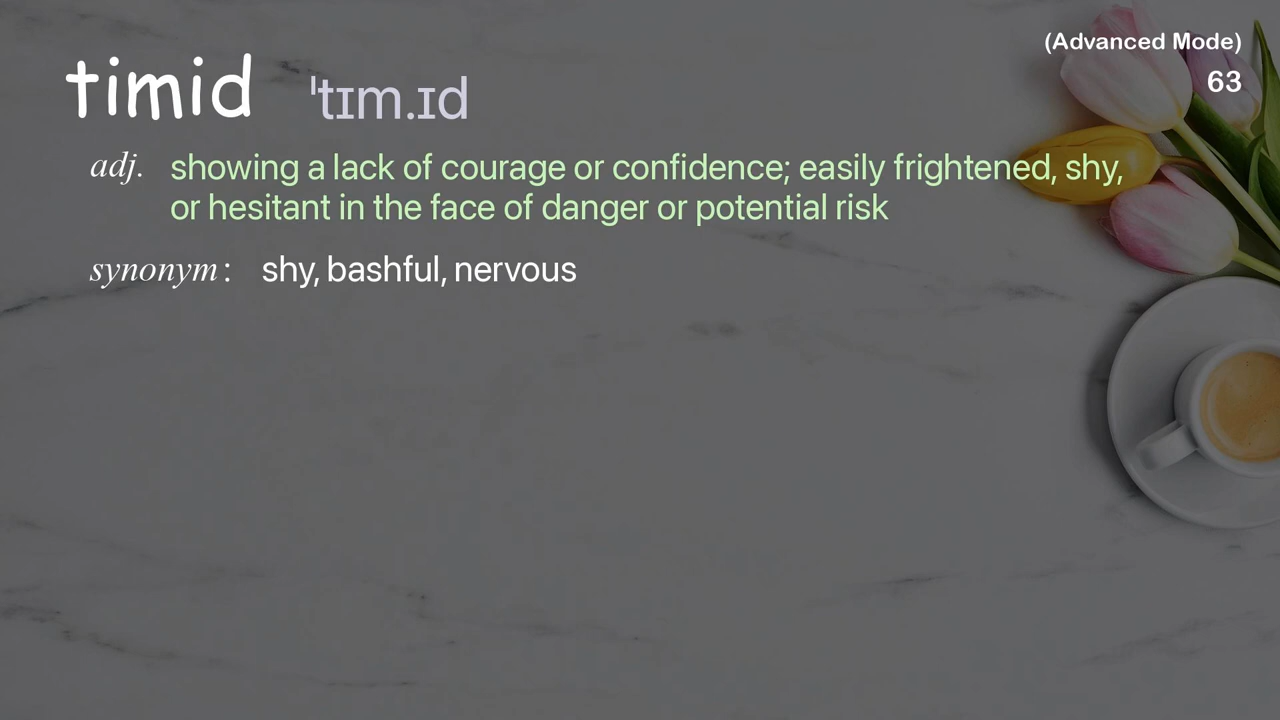 (Advanced Mode)
63
timid ˈtɪm.ɪd
adj. showing a lack of courage or confidence; easily frightened, shy,
or hesitant in the face of danger or potential risk
synonym: shy, bashful, nervous